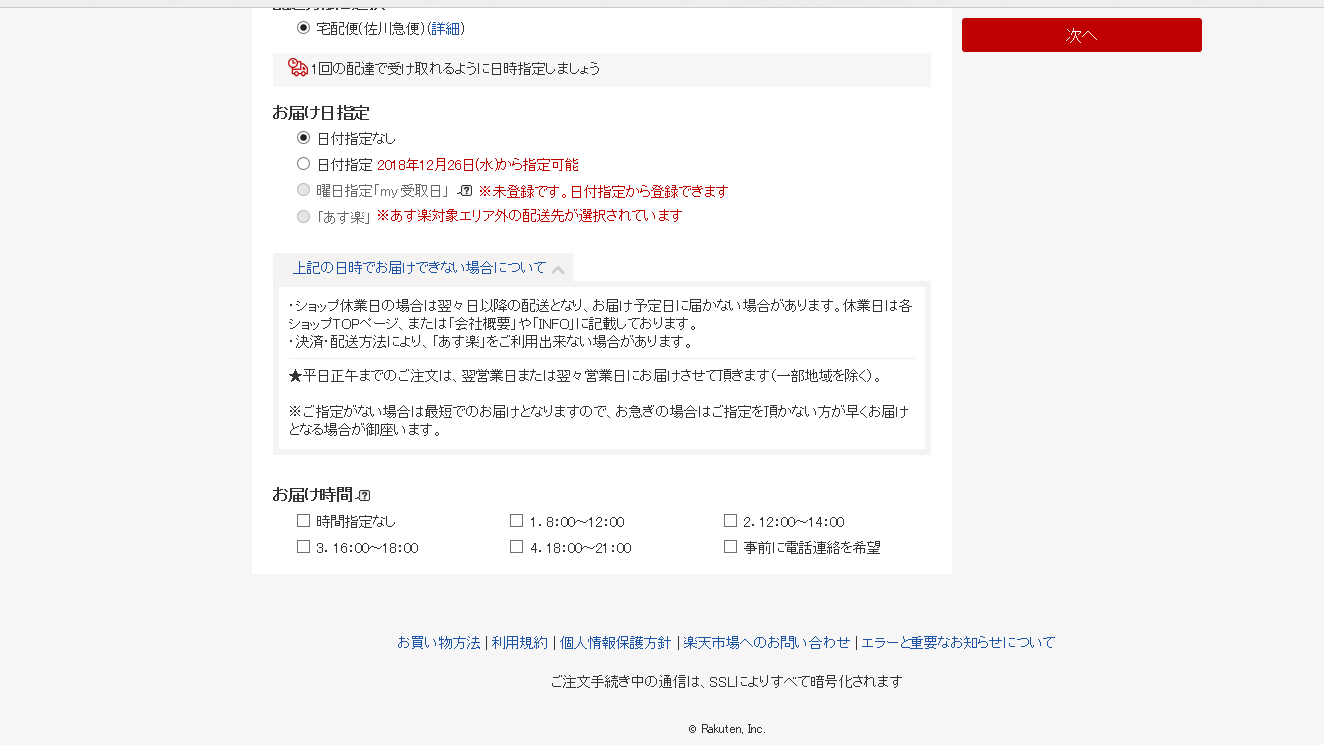 宅配便(佐川急便)(詳細)
次へ
1回の配達で受け取れるように日時指定しましょう
お届け日指定
日付指定なし
日付指定 2018年12月26日(水)から指定可能
曜日指定「my 受取日」 ※未登録です。日付指定から登録できます
「あす楽」 ※あす楽対象エリア外の配送先が選択されています
上記の日時でお届けできない場合について
・ショップ休業日の場合は翌々日以降の配送となり、お届け予定日に届かない場合があります。休業日は各
ショップTOPページ、または「会社概要」や「INFO」に記載しております。
・決済・配送方法により、「あす楽」をご利用出来ない場合があります。
★平日正午までのご注文は、翌営業日または翌々営業日にお届けさせて頂きます(一部地域を除く)。
※ご指定がない場合は最短でのお届けとなりますので、お急ぎの場合はご指定を頂かない方が早くお届け
となる場合が御座います。
お届け時間
時間指定なし 1. 8:00～12:00 2. 12:00～14:00
3. 16:00～18:00 4. 18:00～21:00 事前に電話連絡を希望
お買い物方法 | 利用規約 | 個人情報保護方針 | 楽天市場へのお問い合わせ | エラーと重要なお知らせについて
ご注文手続き中の通信は、SSLによりすべて暗号化されます
© Rakuten, Inc.